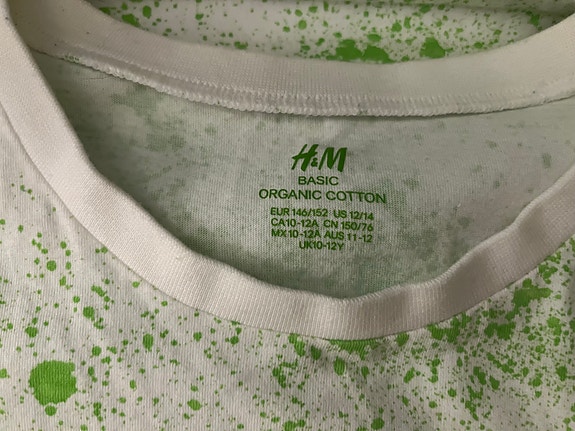 H&M
BASIC
ORGANIC COTTON
EUR 146/152 US 12/14
CA10-12A CN 150/76
MX10-12A AUS 11-12
UK10-12Y